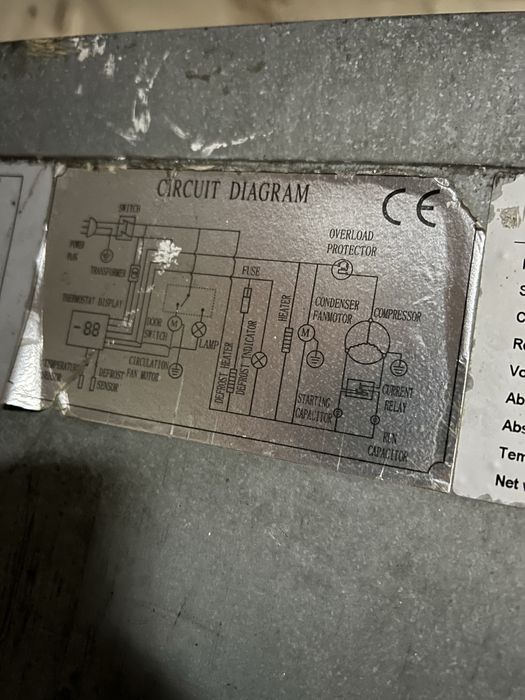 CIRCUIT DIAGRAM
CE
SWITCH
POWER
PLUG
TRANSFORMER
THERMOSTAT DISPLAY
-88
TEMPERATURE
SENSOR
DEFROST
SENSOR
DOOR
SWITCH
M
LAMP
CIRCULATION
FAN MOTOR
FUSE
DEFROST HEATER
DEFROST INDICATOR
HEATER
OVERLOAD
PROTECTOR
CONDENSER
FANMOTOR
M
COMPRESSOR
STARTING
CAPACITOR
CURRENT
RELAY
RUN
CAPACITOR
Re
Vo
Ab
Abs
Tem
Net